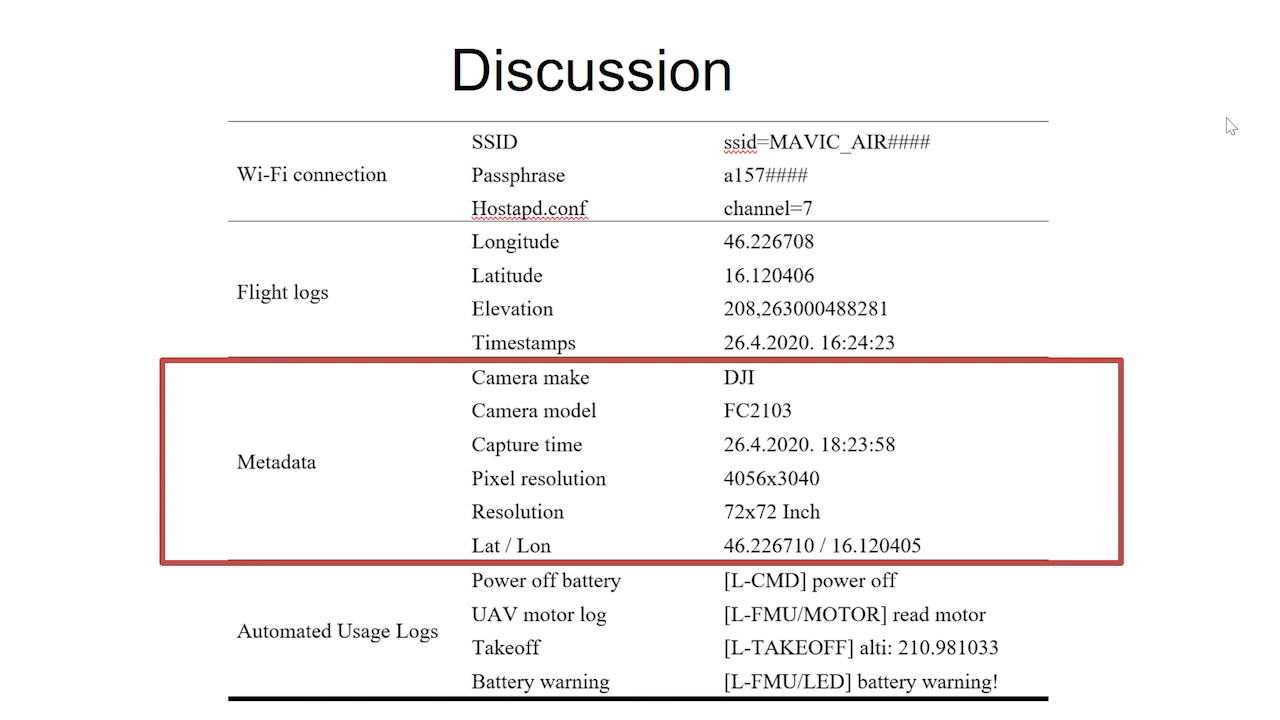 Discussion
Wi-Fi connection
SSID ssid=MAVIC_AIR####
Passphrase a157####
Hostapd.conf channel=7
Flight logs
Longitude 46.226708
Latitude 16.120406
Elevation 208,263000488281
Timestamps 26.4.2020. 16:24:23
Metadata
Camera make DJI
Camera model FC2103
Capture time 26.4.2020. 18:23:58
Pixel resolution 4056x3040
Resolution 72x72 Inch
Lat / Lon 46.226710 / 16.120405
Automated Usage Logs
Power off battery [L-CMD] power off
UAV motor log [L-FMU/MOTOR] read motor
Takeoff [L-TAKEOFF] alti: 210.981033
Battery warning [L-FMU/LED] battery warning!